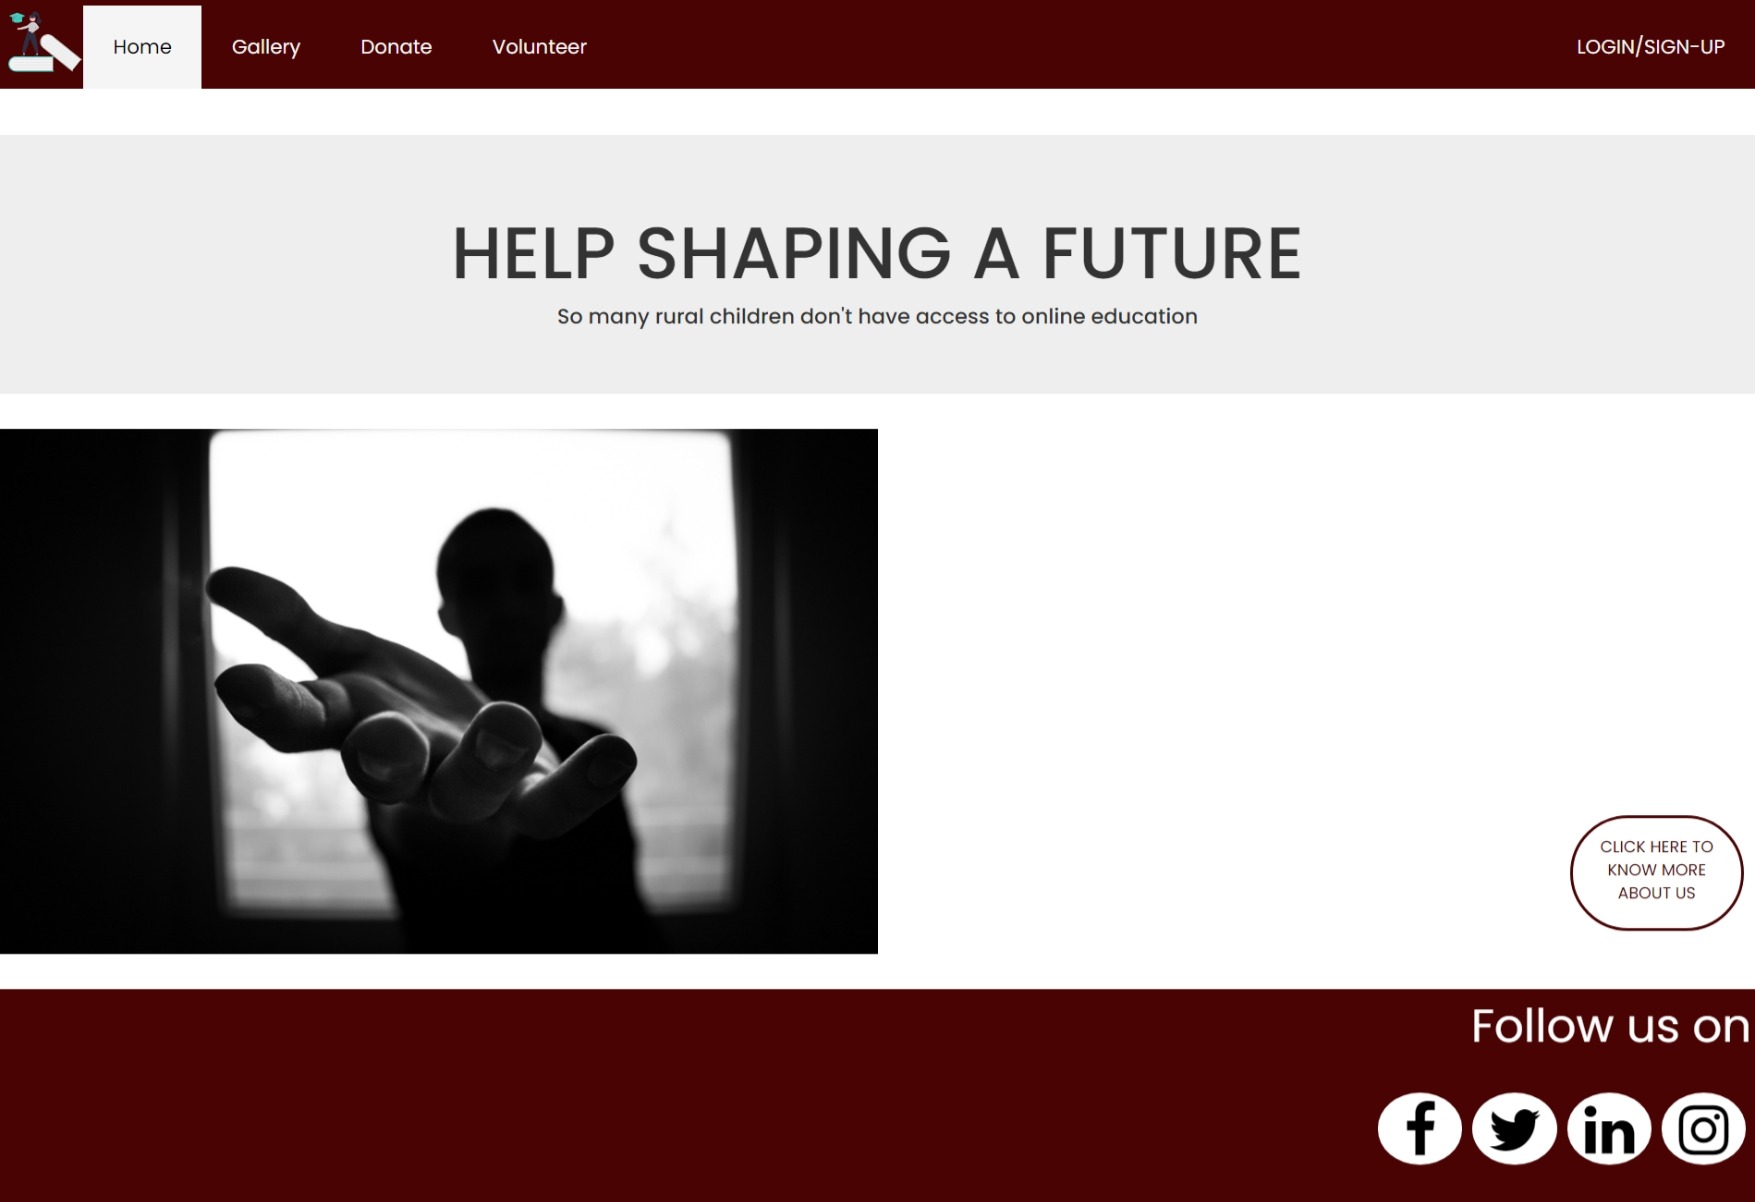 Home Gallery Donate Volunteer LOGIN/SIGN-UP
HELP SHAPING A FUTURE
So many rural children don't have access to online education
CLICK HERE TO
KNOW MORE
ABOUT US
Follow us on